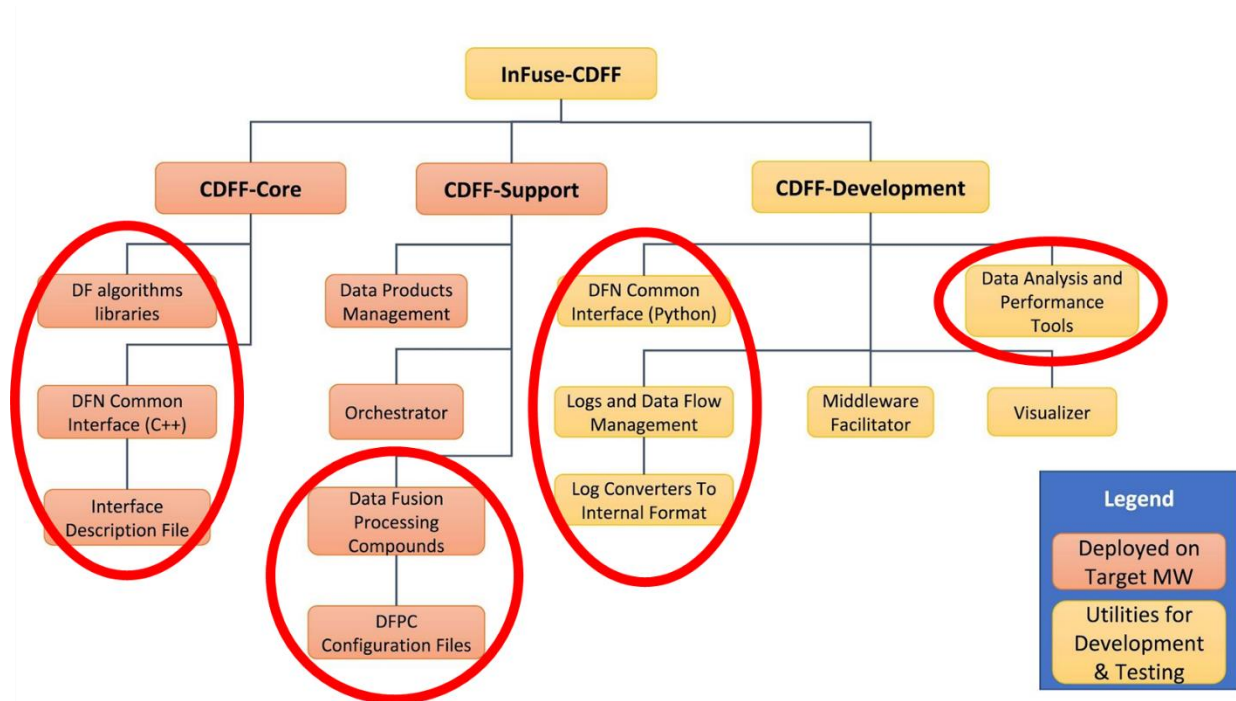 InFuse-CDFF
CDFF-Core
CDFF-Support
CDFF-Development
DF algorithms
libraries
Data Products
Management
DFN Common
Interface (Python)
Data Analysis and
Performance
Tools
DFN Common
Interface (C++)
Orchestrator
Logs and Data Flow
Management
Middleware
Facilitator
Visualizer
Interface
Description File
Data Fusion
Processing
Compounds
Log Converters To
Internal Format
DFPC
Configuration Files
Legend
Deployed on
Target MW
Utilities for
Development
& Testing